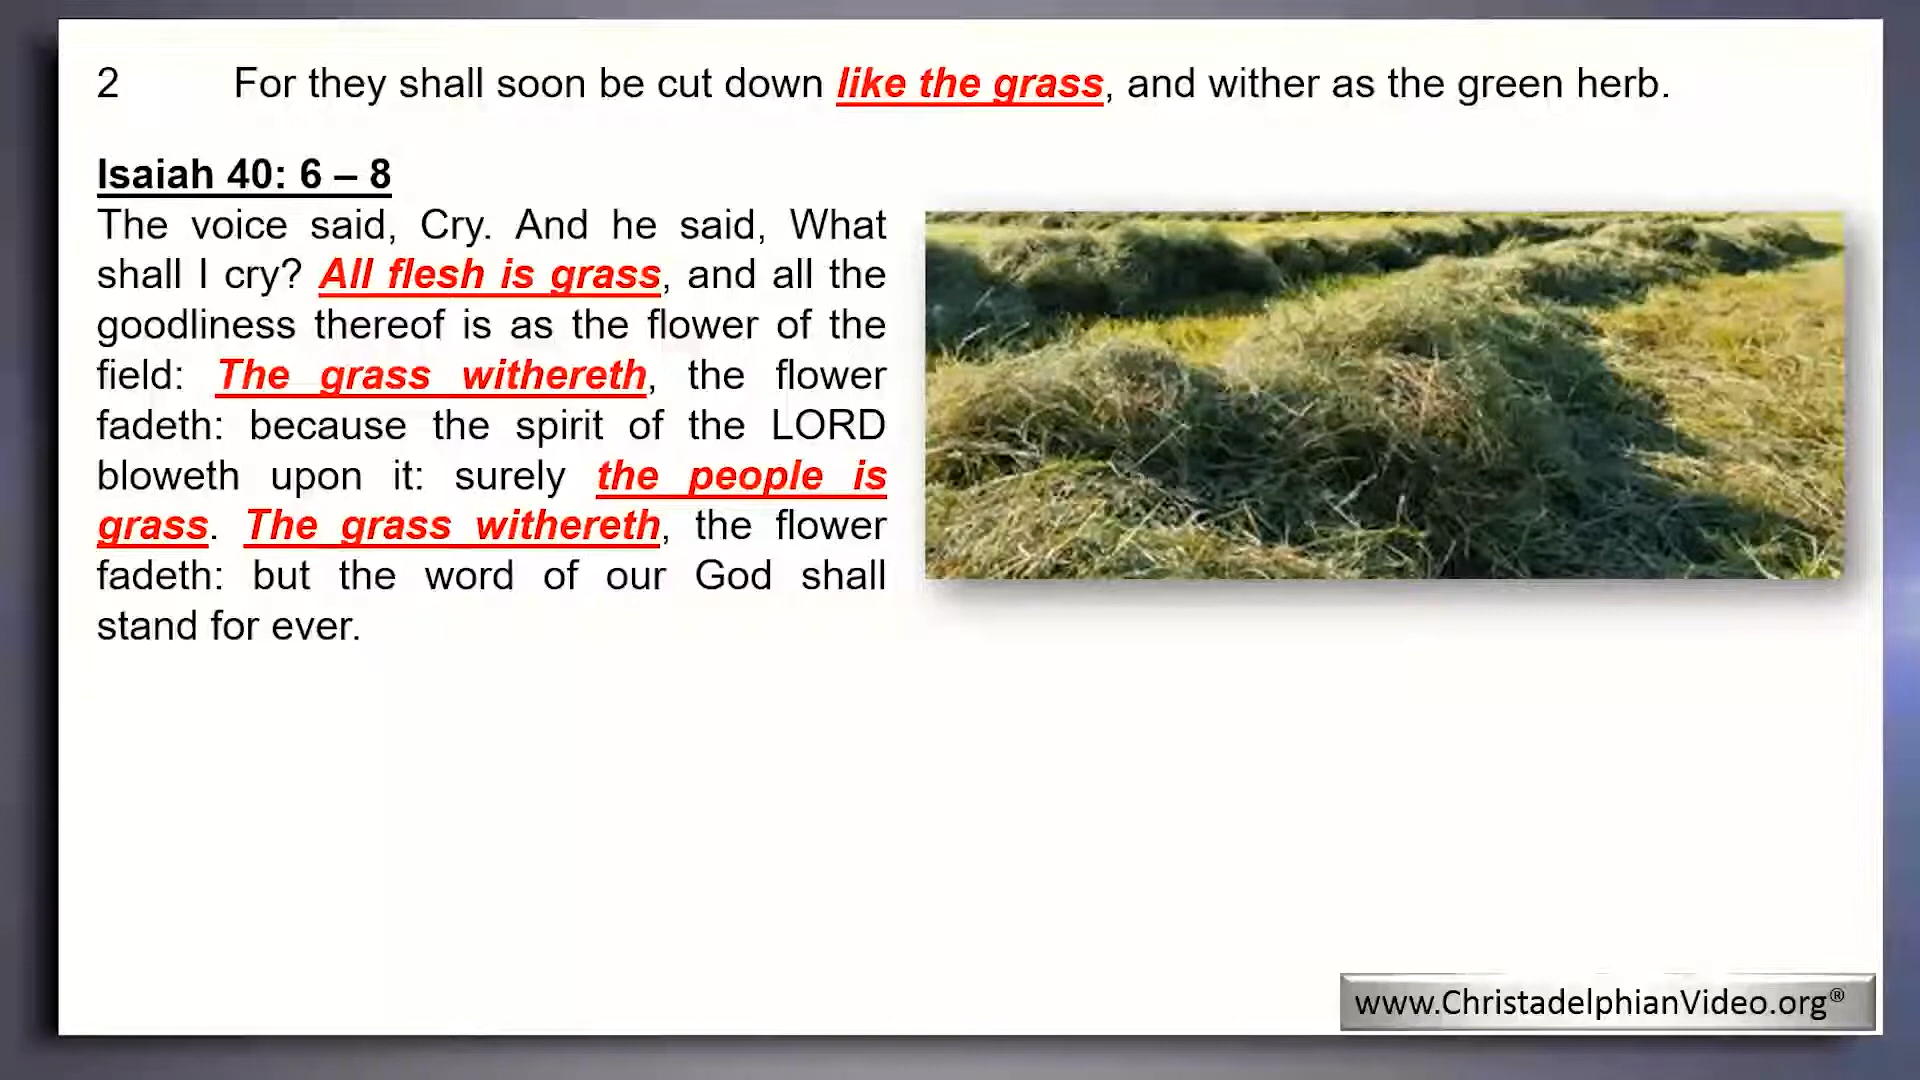 2 For they shall soon be cut down like the grass, and wither as the green herb.
Isaiah 40: 6 – 8
The voice said, Cry. And he said, What
shall I cry? All flesh is grass, and all the
goodliness thereof is as the flower of the
field: The grass withereth, the flower
fadeth: because the spirit of the LORD
bloweth upon it: surely the people is
grass. The grass withereth, the flower
fadeth: but the word of our God shall
stand for ever.
www.ChristadelphianVideo.org®